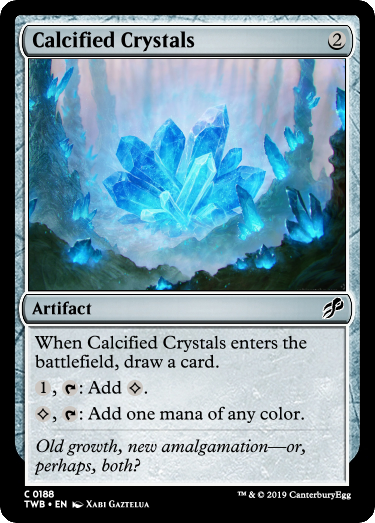 Calcified Crystals 2
Artifact
When Calcified Crystals enters the
battlefield, draw a card.
1, : Add .
, : Add one mana of any color.
Old growth, new amalgamation—or,
perhaps, both?
C 0188
TWB • EN Xabi Gaztelua
™ & © 2019 CanterburyEgg